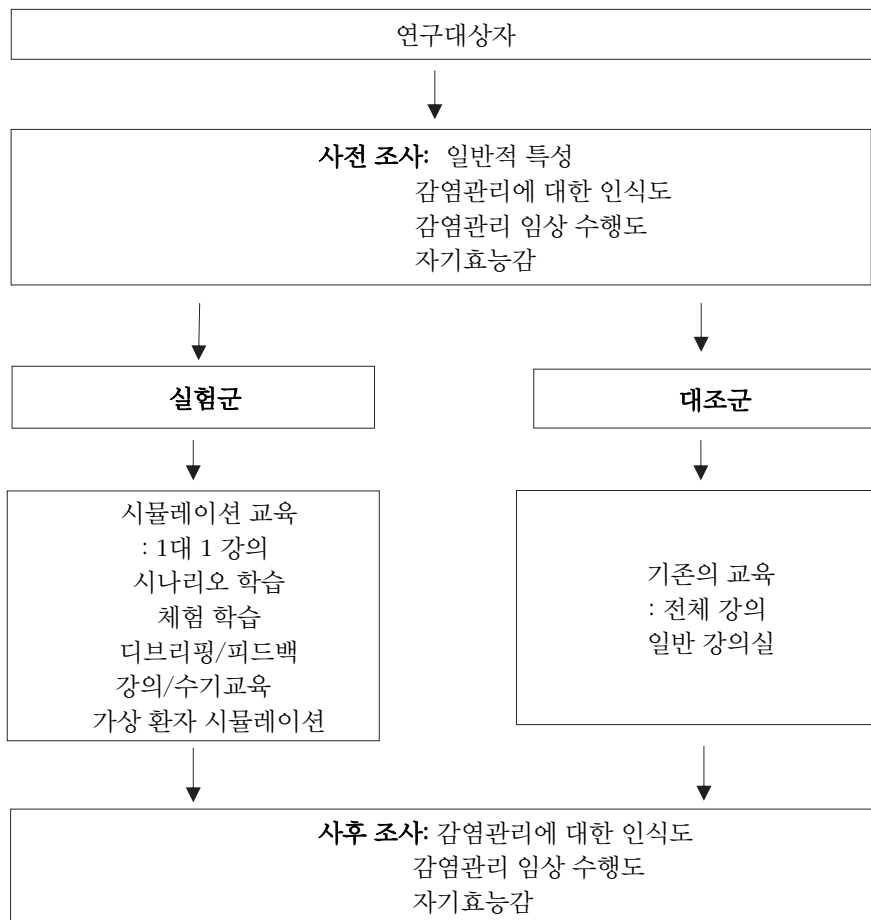 연구대상자
사전 조사: 일반적 특성
감염관리에 대한 인식도
감염관리 임상 수행도
자기효능감
실험군
대조군
시뮬레이션 교육
: 1대 1 강의
시나리오 학습
체험 학습
디브리핑/피드백
강의/수기교육
가상 환자 시뮬레이션
기존의 교육
: 전체 강의
일반 강의실
사후 조사: 감염관리에 대한 인식도
감염관리 임상 수행도
자기효능감